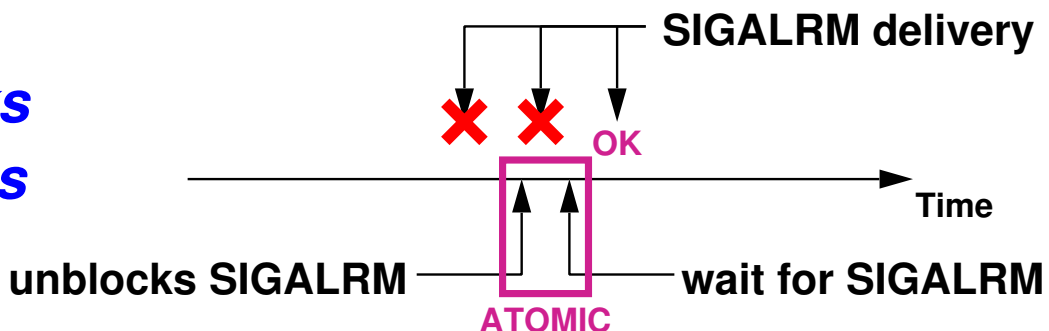 SIGALRM delivery
OK
Time
unblocks SIGALRM
wait for SIGALRM
ATOMIC